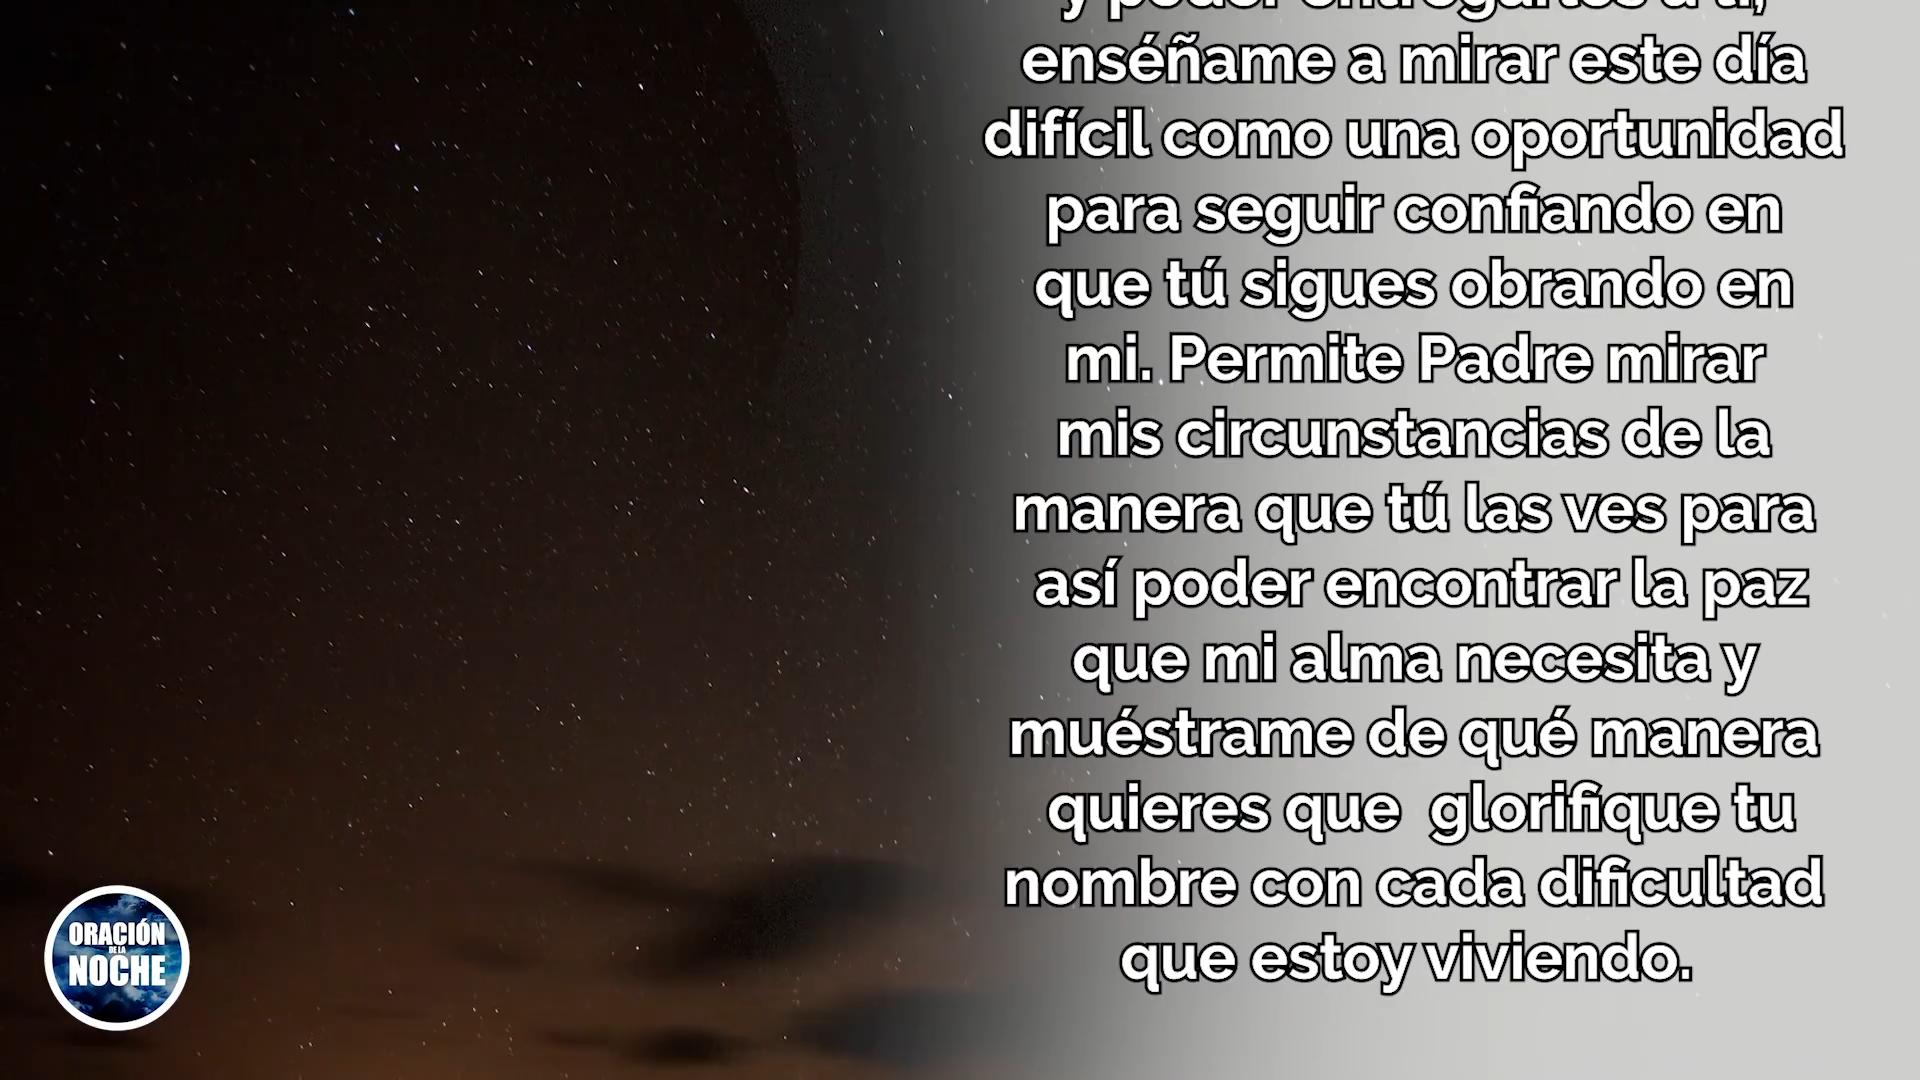 y poder entregarlos a ti,
enséñame a mirar este día
difícil como una oportunidad
para seguir confiando en
que tú sigues obrando en
mi. Permite Padre mirar
mis circunstancias de la
manera que tú las ves para
así poder encontrar la paz
que mi alma necesita y
muéstrame de qué manera
quieres que  glorifique tu
nombre con cada dificultad
que estoy viviendo.
ORACIÓN
DE LA
NOCHE